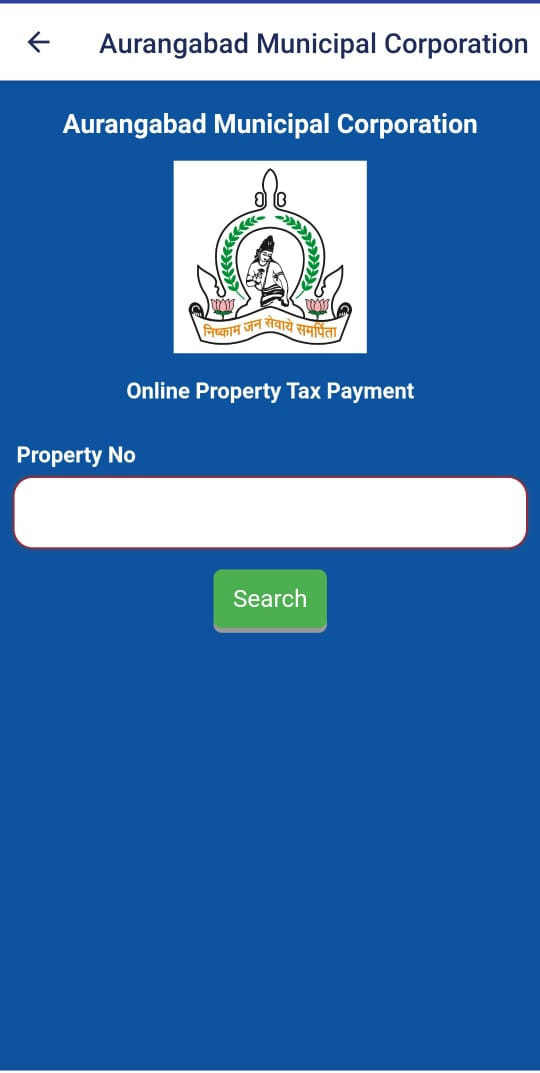 Aurangabad Municipal Corporation
Aurangabad Municipal Corporation
निष्काम जन सेवाये समर्पिता
Online Property Tax Payment
Property No
Search